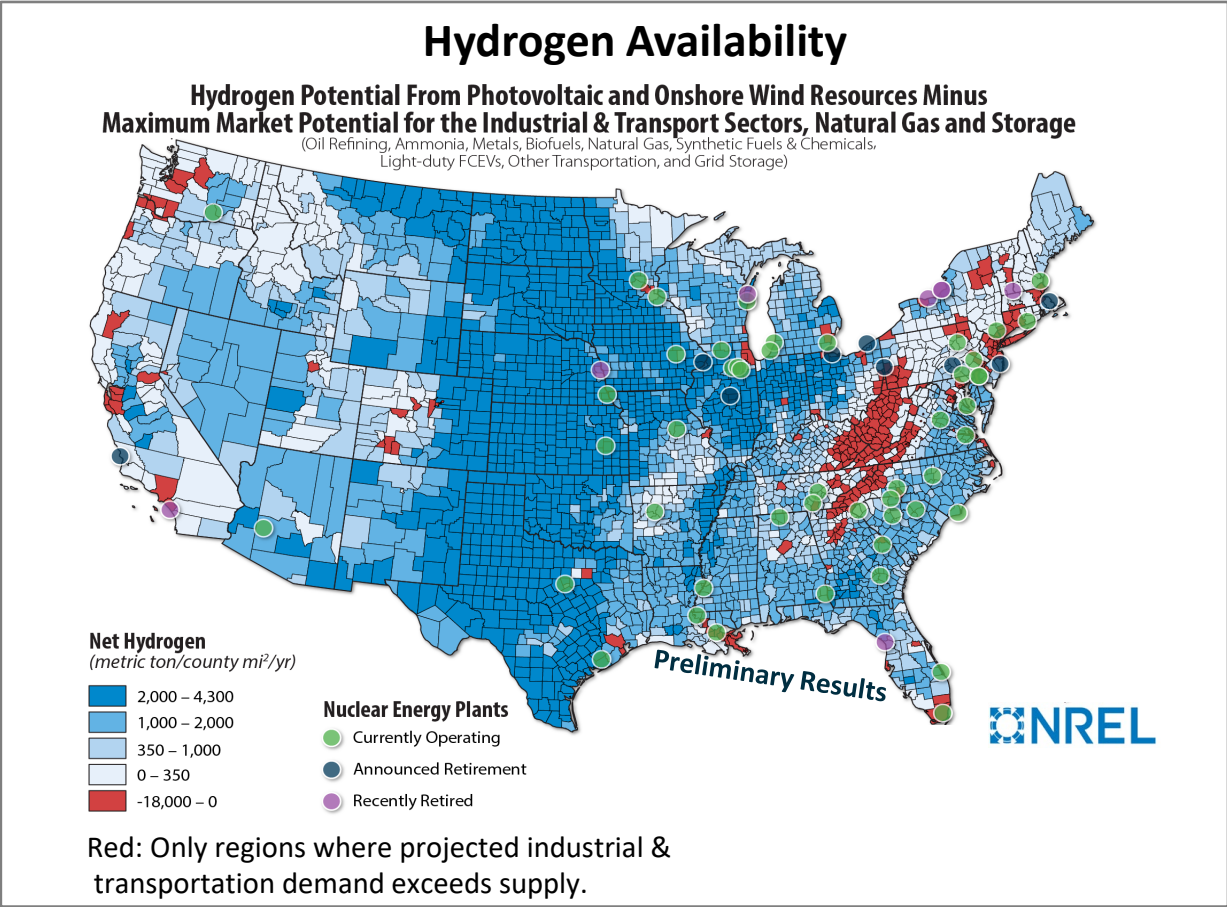 Hydrogen Availability
Hydrogen Potential From Photovoltaic and Onshore Wind Resources Minus
Maximum Market Potential for the Industrial & Transport Sectors, Natural Gas and Storage
(Oil Refining, Ammonia, Metals, Biofuels, Natural Gas, Synthetic Fuels & Chemicals,
Light-duty FCEVs, Other Transportation, and Grid Storage)
Preliminary Results
Net Hydrogen
(metric ton/county mi²/yr)
2,000 – 4,300
1,000 – 2,000
350 – 1,000
0 – 350
-18,000 – 0
Nuclear Energy Plants
Currently Operating
Announced Retirement
Recently Retired
NREL
Red: Only regions where projected industrial &
transportation demand exceeds supply.